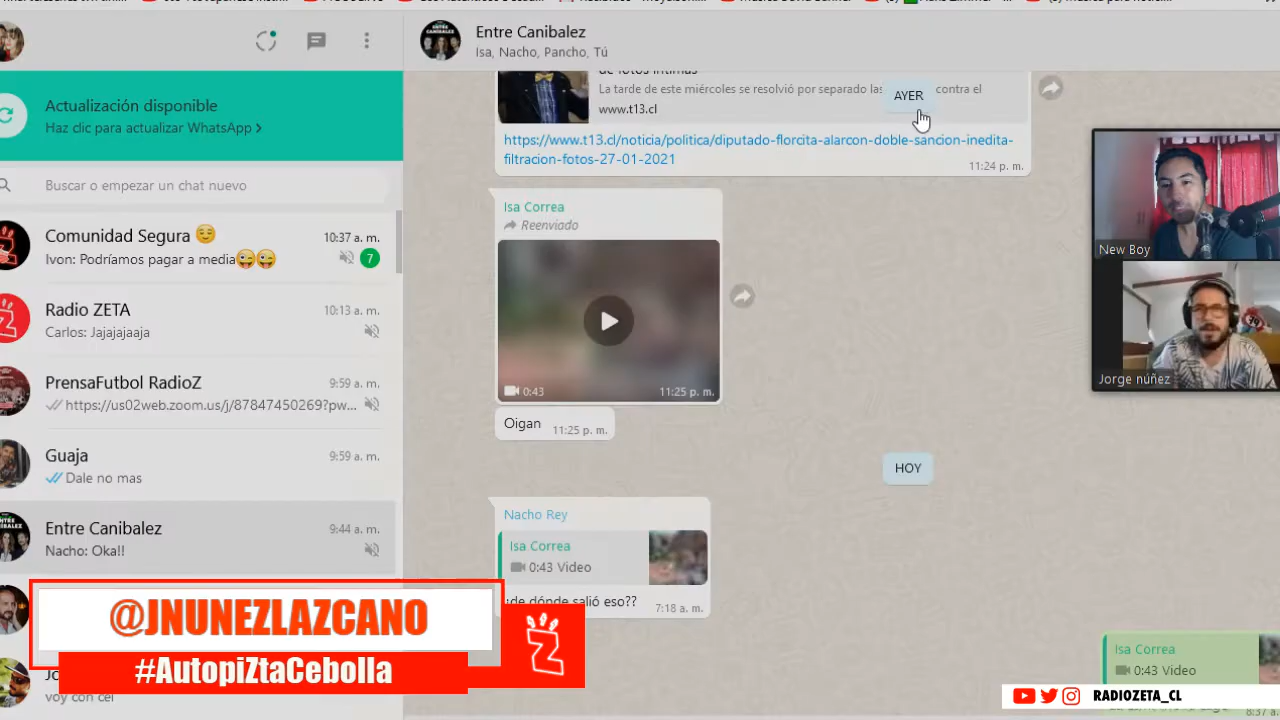 Actualización disponible
Haz clic para actualizar WhatsApp >
Buscar o empezar un chat nuevo
Comunidad Segura
10:37 a. m.
Ivon: Podríamos pagar a media
7
Radio ZETA
10:13 a. m.
Carlos: Jajajajaaja
PrensaFutbol RadioZ
9:59 a. m.
https://us02web.zoom.us/j/87847450269?pw...
Guaja
9:59 a. m.
Dale no mas
Entre Canibalez
9:44 a. m.
Nacho: Oka!!
voy con cel
Entre Canibalez
Isa, Nacho, Pancho, Tú
de fotos íntimas
La tarde de este miércoles se resolvió por separado las
contra el
www.t13.cl
AYER
https://www.t13.cl/noticia/politica/diputado-florcita-alarcon-doble-sancion-inedita-
filtracion-fotos-27-01-2021
11:24 p. m.
Isa Correa
Reenviado
0:43
11:25 p. m.
Oigan
11:25 p. m.
HOY
Nacho Rey
Isa Correa
0:43 Video
de dónde salió eso??
7:18 a. m.
Isa Correa
0:43 Video
8:37 a.
New Boy
Jorge núñez
@JNUNEZLAZCANO
#AutopiZtaCebolla
Z
RADIOZETA_CL